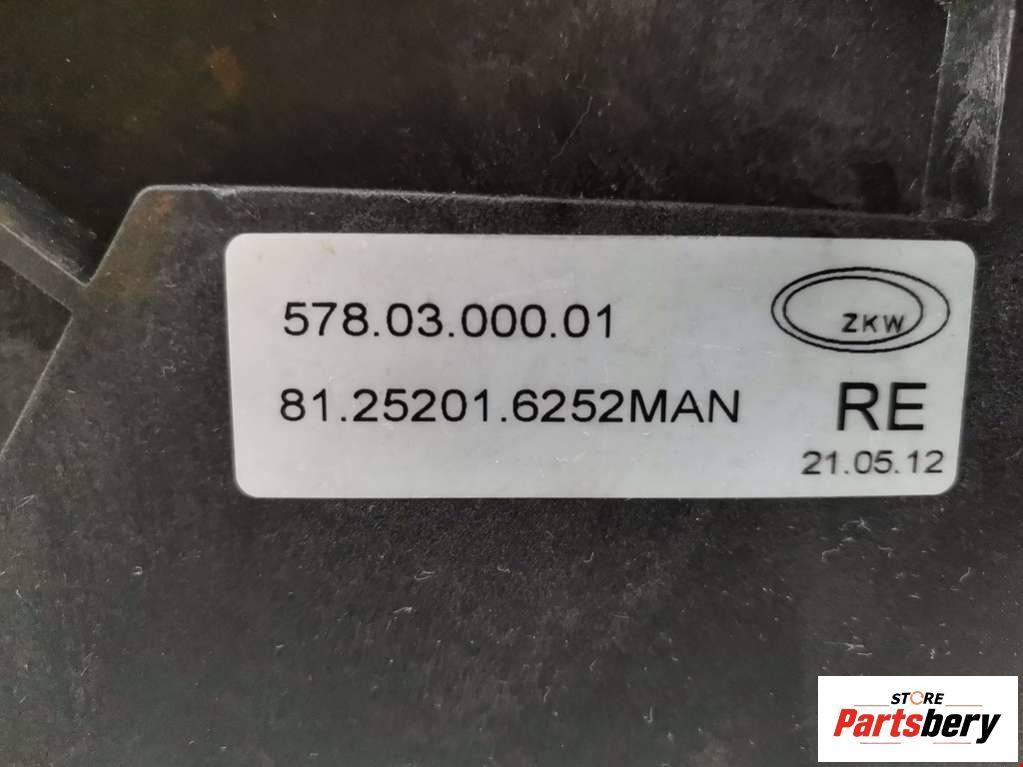 578.03.000.01
ZKW
81.25201.6252MAN
RE
21.05.12
STORE
Partsbery